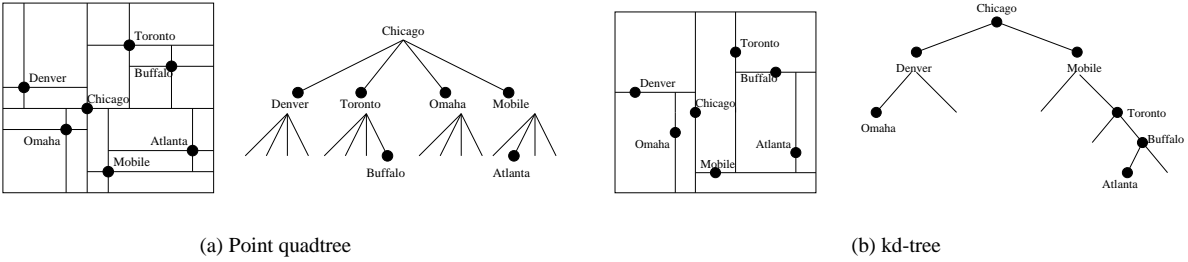 Toronto
Buffalo
Denver
Chicago
Omaha
Atlanta
Mobile
Chicago
Denver
Toronto
Omaha
Mobile
Buffalo
Atlanta
(a) Point quadtree
Toronto
Buffalo
Denver
Chicago
Omaha
Atlanta
Mobile
Chicago
Denver
Mobile
Omaha
Toronto
Buffalo
Atlanta
(b) kd-tree